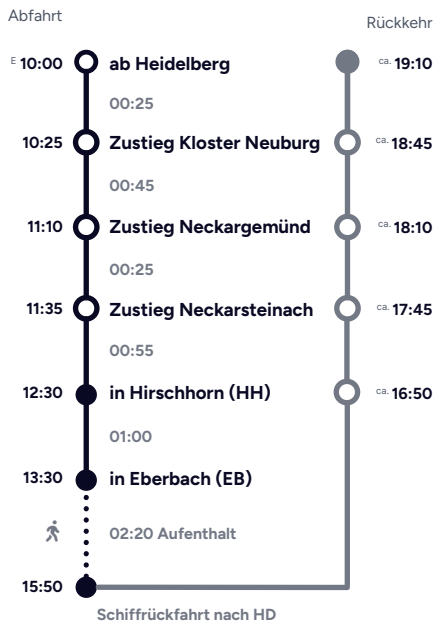 Abfahrt
Rückkehr
E 10:00 ab Heidelberg ca. 19:10
00:25
10:25 Zustieg Kloster Neuburg ca. 18:45
00:45
11:10 Zustieg Neckargemünd ca. 18:10
00:25
11:35 Zustieg Neckarsteinach ca. 17:45
00:55
12:30 in Hirschhorn (HH) ca. 16:50
01:00
13:30 in Eberbach (EB)
02:20 Aufenthalt
15:50
Schiffrückfahrt nach HD